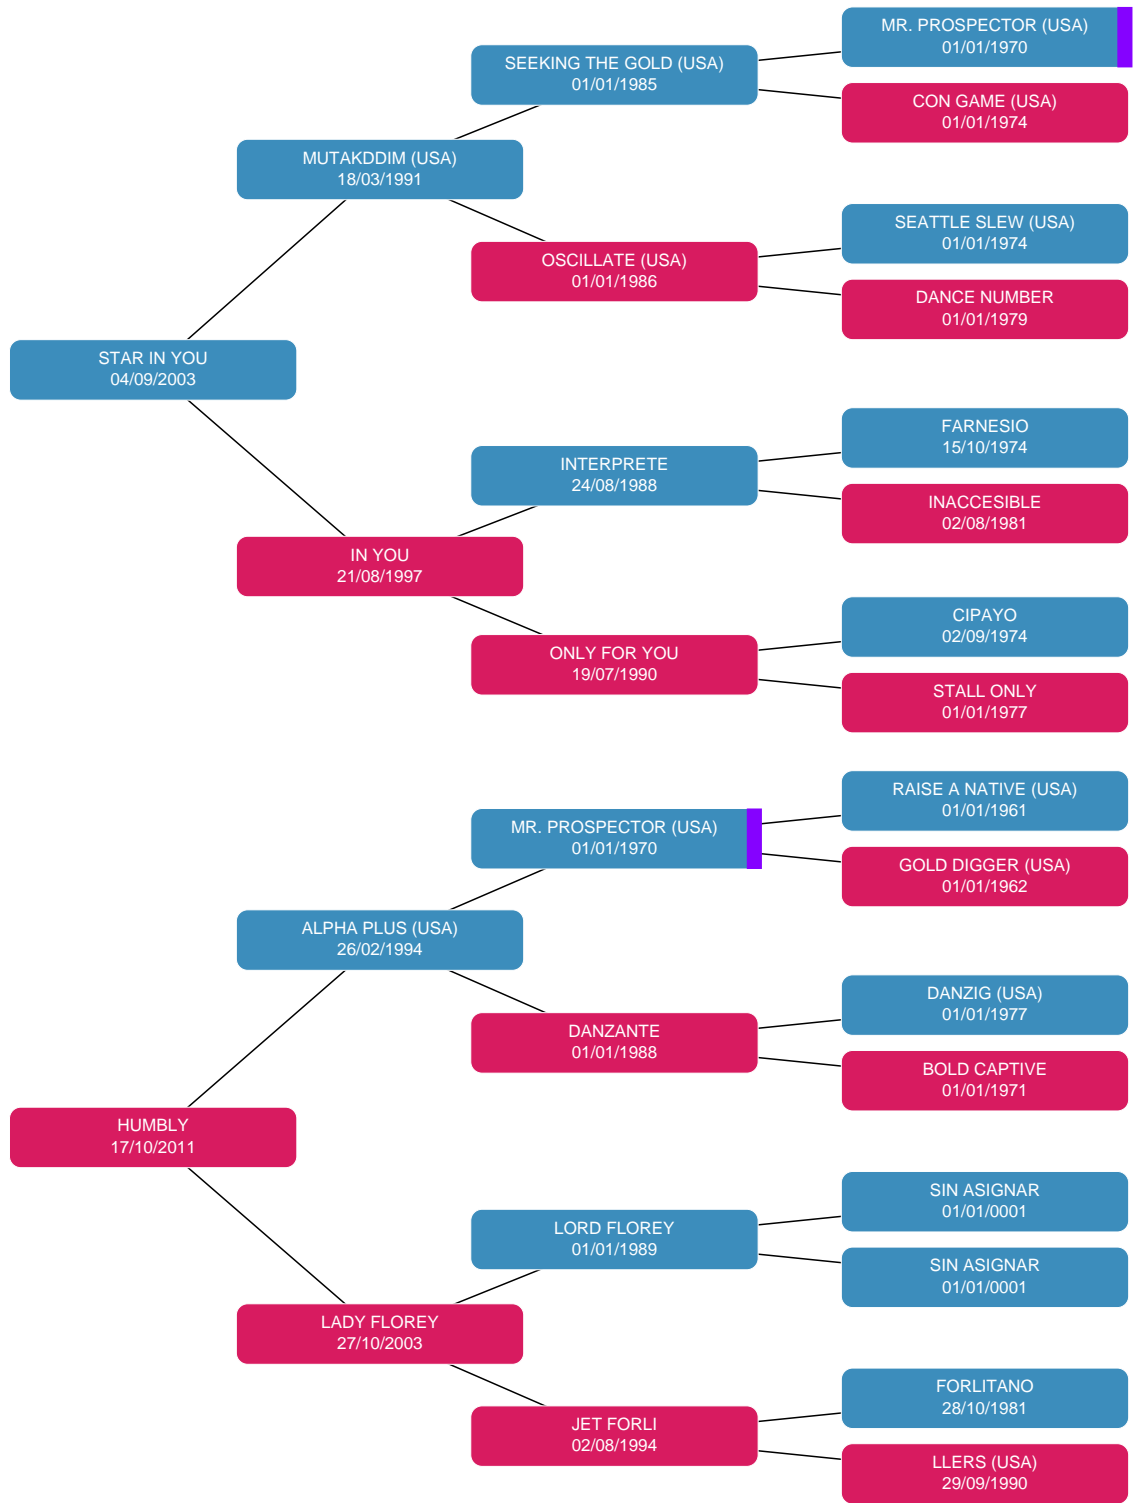 MR. PROSPECTOR (USA)
01/01/1970
SEEKING THE GOLD (USA)
01/01/1985
CON GAME (USA)
01/01/1974
MUTAKDDIM (USA)
18/03/1991
SEATTLE SLEW (USA)
01/01/1974
OSCILLATE (USA)
01/01/1986
DANCE NUMBER
01/01/1979
STAR IN YOU
04/09/2003
FARNESIO
15/10/1974
INTERPRETE
24/08/1988
INACCESIBLE
02/08/1981
IN YOU
21/08/1997
CIPAYO
02/09/1974
ONLY FOR YOU
19/07/1990
STALL ONLY
01/01/1977
RAISE A NATIVE (USA)
01/01/1961
MR. PROSPECTOR (USA)
01/01/1970
GOLD DIGGER (USA)
01/01/1962
ALPHA PLUS (USA)
26/02/1994
DANZIG (USA)
01/01/1977
DANZANTE
01/01/1988
BOLD CAPTIVE
01/01/1971
HUMBLY
17/10/2011
SIN ASIGNAR
01/01/0001
LORD FLOREY
01/01/1989
SIN ASIGNAR
01/01/0001
LADY FLOREY
27/10/2003
FORLITANO
28/10/1981
JET FORLI
02/08/1994
LLERS (USA)
29/09/1990